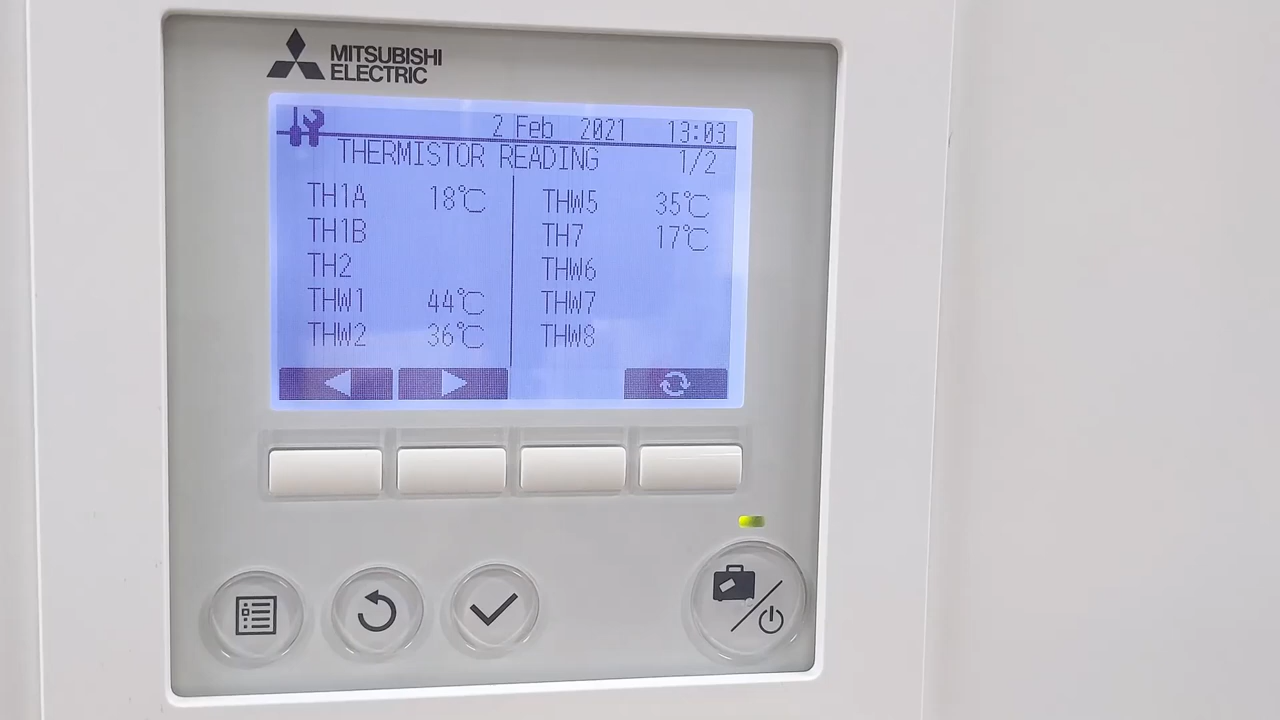 MITSUBISHI
ELECTRIC
2 Feb 2021 13:03
THERMISTOR READING 1/2
TH1A 18℃ THW5 35℃
TH1B TH7 17℃
TH2 THW6
THW1 44℃ THW7
THW2 36℃ THW8